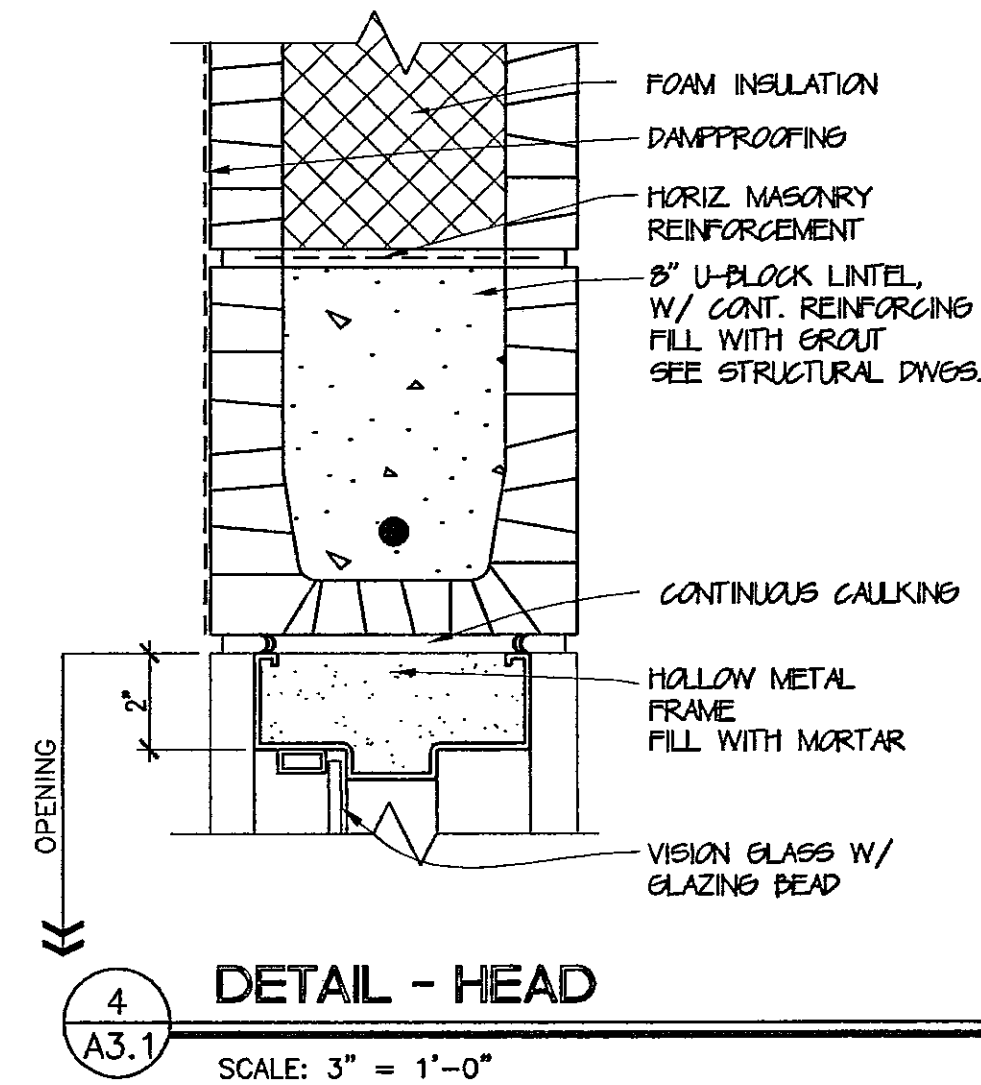 FOAM INSULATION
DAMPPROOFING
HORIZ MASONRY
REINFORCEMENT
8" U-BLOCK LINTEL,
W/ CONT. REINFORCING
FILL WITH GROUT
SEE STRUCTURAL DWGS.
CONTINUOUS CAULKING
2"
HOLLOW METAL
FRAME
FILL WITH MORTAR
OPENING
VISION GLASS W/
GLAZING BEAD
4
A3.1
DETAIL - HEAD
SCALE: 3" = 1'-0"